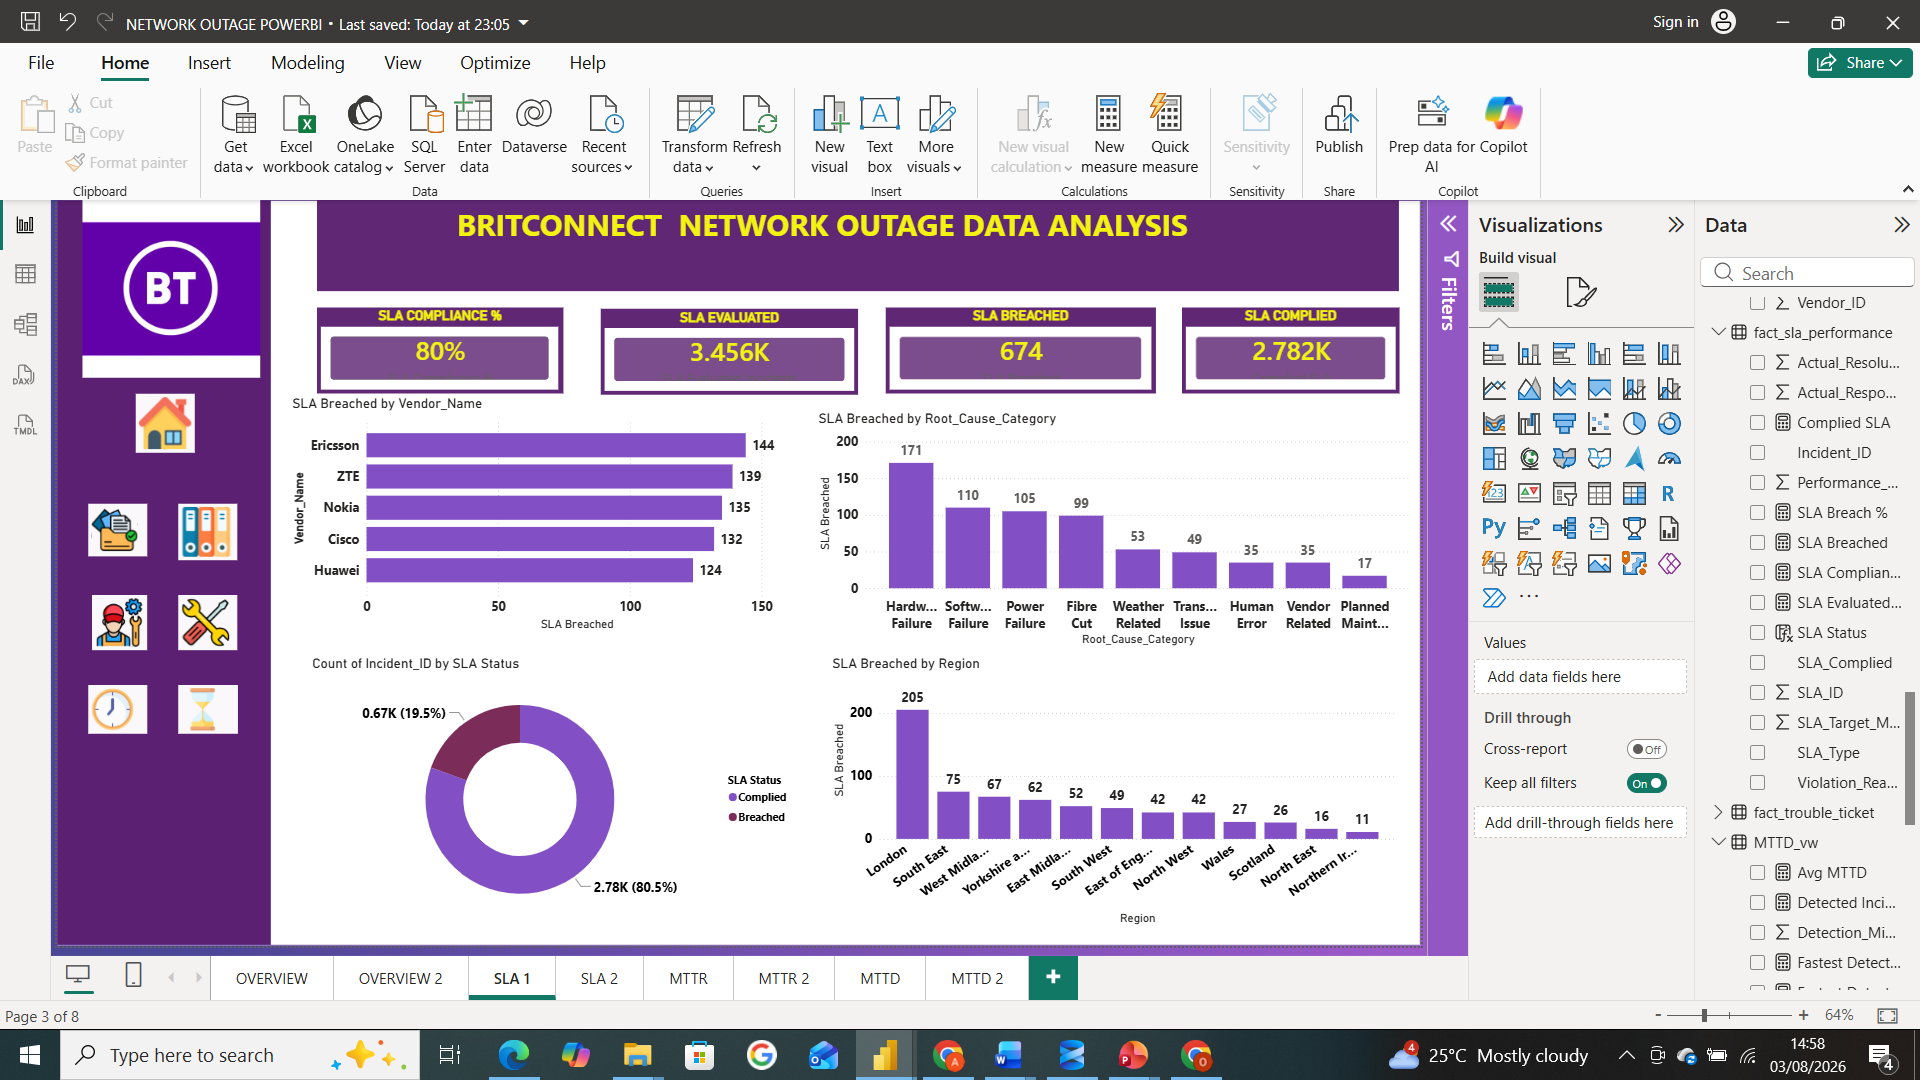 NETWORK OUTAGE POWERBI • Last saved: Today at 23:05
Sign in
File Home Insert Modeling View Optimize Help
Share
Paste
Cut
Copy
Format painter
Clipboard
Get data
Excel workbook
OneLake catalog
SQL Server
Enter data
Dataverse
Recent sources
Data
Transform data
Refresh
Queries
New visual
Text box
More visuals
Insert
New visual calculation
New measure
Quick measure
Calculations
Sensitivity
Sensitivity
Publish
Share
Prep data for AI
Copilot
Copilot
DAX
TMDL
BT
BRITCONNECT NETWORK OUTAGE DATA ANALYSIS
SLA COMPLIANCE %
80%
SLA EVALUATED
3.456K
SLA BREACHED
674
SLA COMPLIED
2.782K
SLA Breached by Vendor_Name
Vendor_Name
Ericsson 144
ZTE 139
Nokia 135
Cisco 132
Huawei 124
0 50 100 150
SLA Breached
SLA Breached by Root_Cause_Category
SLA Breached
200
150
100
50
0
171 110 105 99 53 49 35 35 17
Hardw... Failure
Softw... Failure
Power Failure
Fibre Cut
Weather Related
Trans... Issue
Human Error
Vendor Related
Planned Maint...
Root_Cause_Category
Count of Incident_ID by SLA Status
0.67K (19.5%)
2.78K (80.5%)
SLA Status
Complied
Breached
SLA Breached by Region
SLA Breached
200
100
0
205 75 67 62 52 49 42 42 27 26 16 11
London
South East
West Midla...
Yorkshire a...
East Midla...
South West
East of Eng...
North West
Wales
Scotland
North East
Northern Ir...
Region
Filters
Visualizations
Build visual
123
R
Py
Values
Add data fields here
Drill through
Cross-report Off
Keep all filters On
Add drill-through fields here
Data
Search
Vendor_ID
fact_sla_performance
Actual_Resolu...
Actual_Respo...
Complied SLA
Incident_ID
Performance_...
SLA Breach %
SLA Breached
SLA Complian...
SLA Evaluated...
SLA Status
SLA_Complied
SLA_ID
SLA_Target_M...
SLA_Type
Violation_Rea...
fact_trouble_ticket
MTTD_vw
Avg MTTD
Detected Inci...
Detection_Mi...
Fastest Detect...
OVERVIEW OVERVIEW 2 SLA 1 SLA 2 MTTR MTTR 2 MTTD MTTD 2
Page 3 of 8
- + 64%
Type here to search
4
25°C Mostly cloudy
14:58
03/08/2026
4